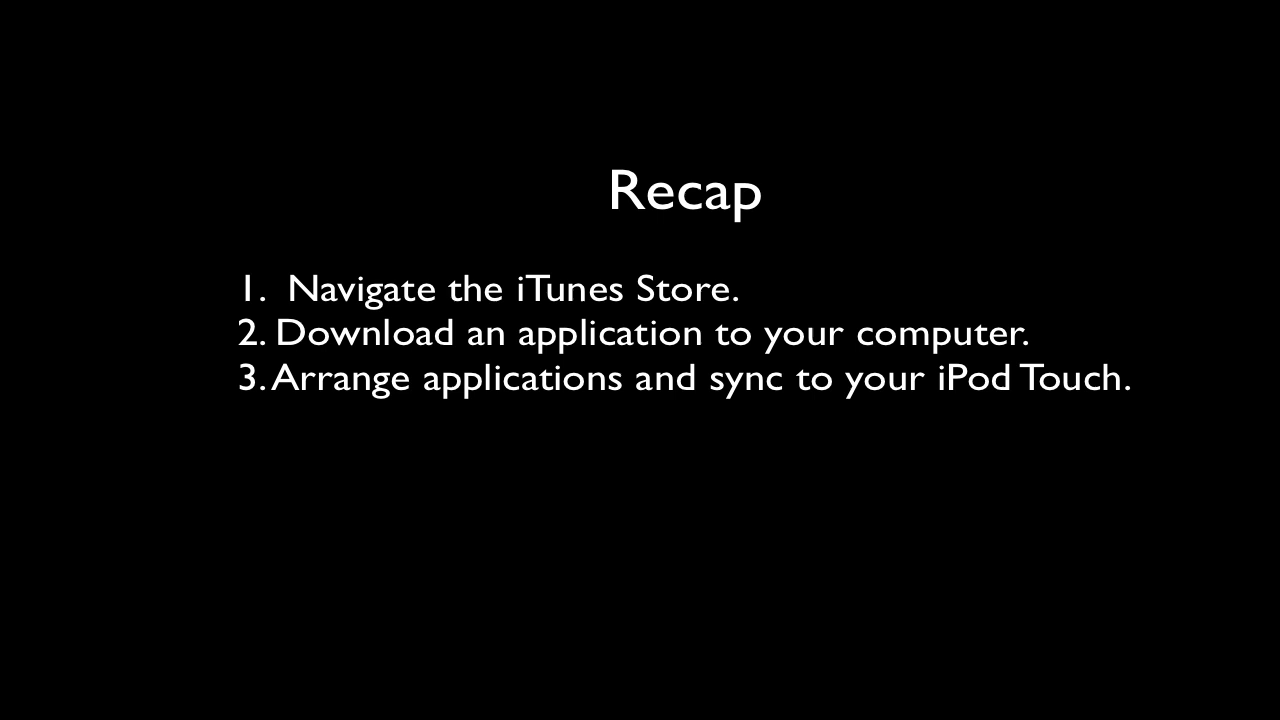 Recap
1. Navigate the iTunes Store.
2. Download an application to your computer.
3. Arrange applications and sync to your iPod Touch.